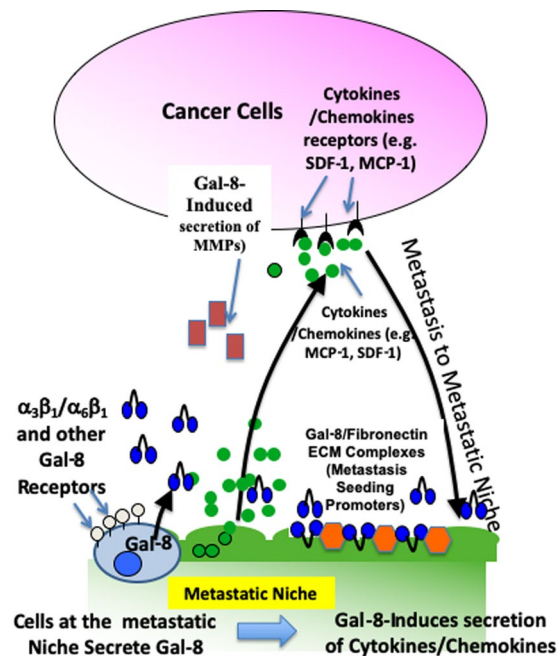 Cancer Cells
Cytokines
/Chemokines
receptors (e.g.
SDF-1, MCP-1)
Gal-8-
Induced
secretion of
MMPs)
Metastasis to Metastatic Niche
Cytokines
/Chemokines (e.g.
MCP-1, SDF-1)
α3β1/α6β1
and other
Gal-8
Receptors
Gal-8/Fibronectin
ECM Complexes
(Metastasis
Seeding
Promoters)
Gal-8
Metastatic Niche
Cells at the metastatic
Niche Secrete Gal-8
Gal-8-Induces secretion
of Cytokines/Chemokines